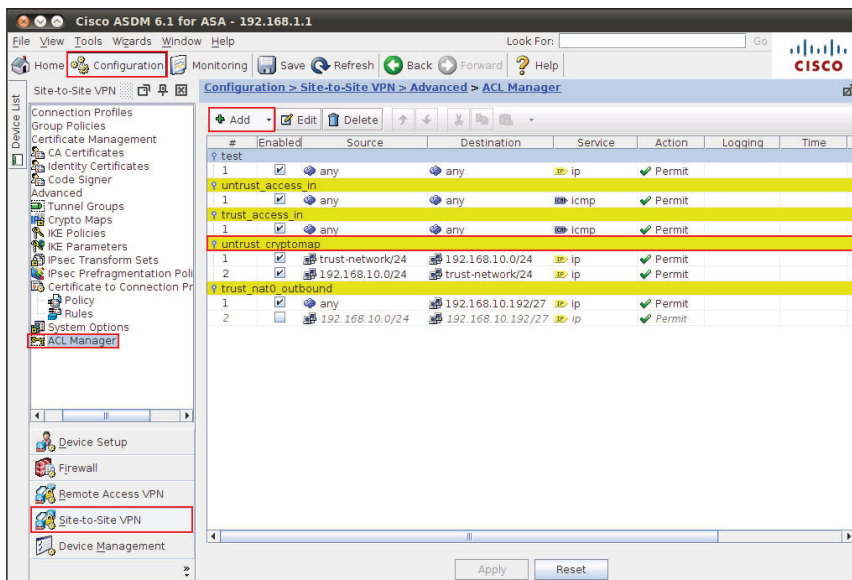 Cisco ASDM 6.1 for ASA - 192.168.1.1
File View Tools Wizards Window Help Look For: Go
Home Configuration Monitoring Save Refresh Back Forward Help
CISCO
Device List
Site-to-Site VPN
Configuration > Site-to-Site VPN > Advanced > ACL Manager
Connection Profiles
Group Policies
Certificate Management
CA Certificates
Identity Certificates
Code Signer
Advanced
Tunnel Groups
Crypto Maps
IKE Policies
IKE Parameters
IPsec Transform Sets
IPsec Prefragmentation Poli
Certificate to Connection Pr
Policy
Rules
System Options
ACL Manager
Device Setup
Firewall
Remote Access VPN
Site-to-Site VPN
Device Management
Add Edit Delete
# Enabled Source Destination Service Action Logging Time
test
1 any any ip Permit
untrust_access_in
1 any any icmp Permit
trust_access_in
1 any any icmp Permit
untrust_cryptomap
1 trust-network/24 192.168.10.0/24 ip Permit
2 192.168.10.0/24 trust-network/24 ip Permit
trust_nat0_outbound
1 any 192.168.10.192/27 ip Permit
2 192.168.10.0/24 192.168.10.192/27 ip Permit
Apply Reset